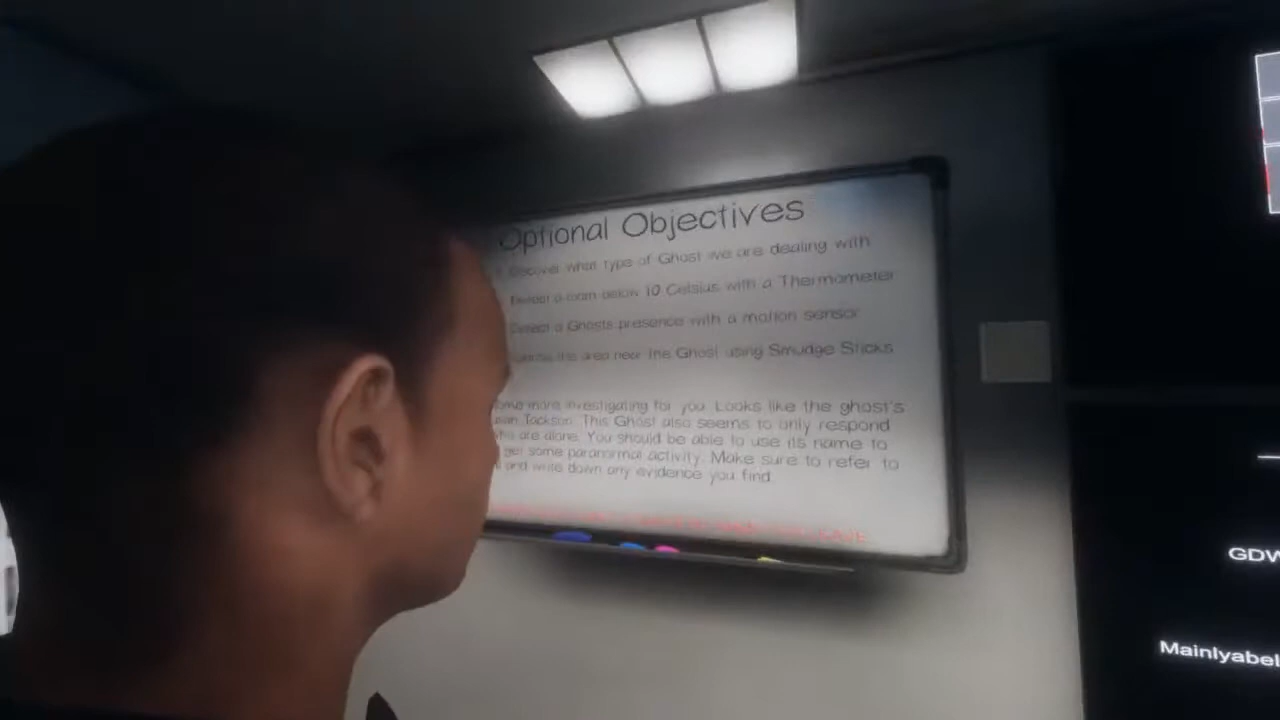 Optional Objectives
Discover what type of Ghost we are dealing with
Detect a room below 10 Celsius with a Thermometer
Detect a Ghosts presence with a motion sensor
the area near the Ghost using Smudge Sticks
some more investigating for you. Looks like the ghost's
Jackson. This Ghost also seems to only respond
who are alone. You should be able to use its name to
get some paranormal activity. Make sure to refer to
and write down any evidence you find.
LEAVE
GDW
Mainlyabel